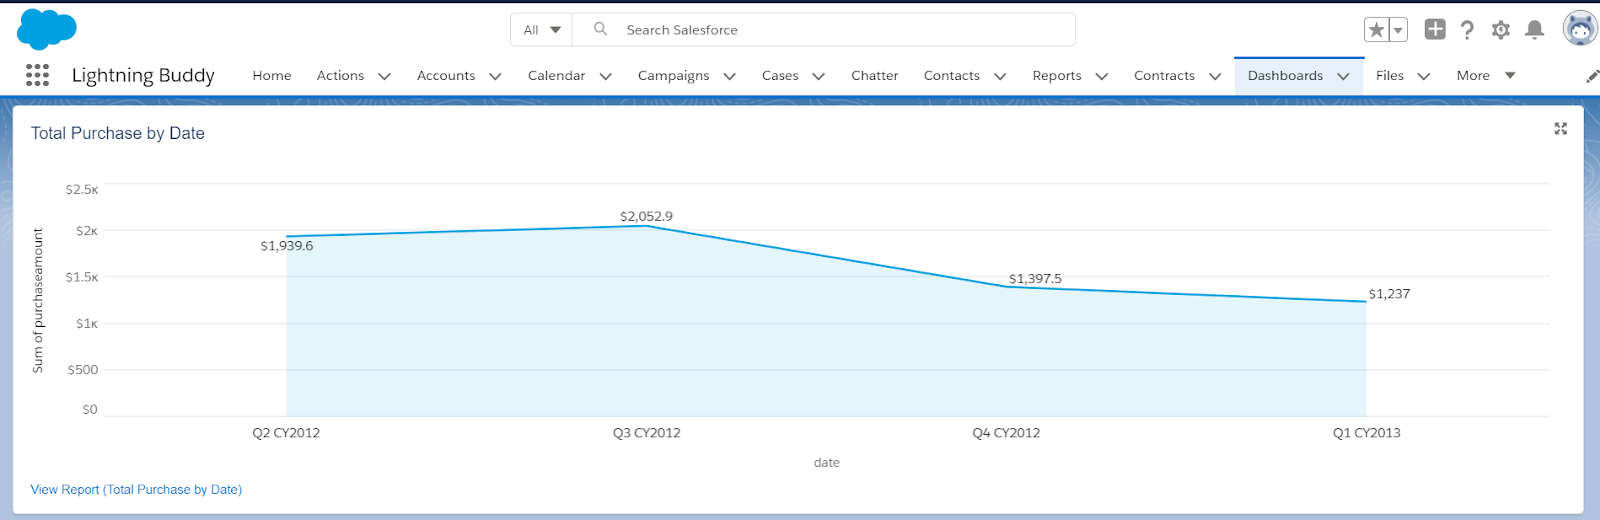 All Search Salesforce
Lightning Buddy Home Actions Accounts Calendar Campaigns Cases Chatter Contacts Reports Contracts Dashboards Files More
Total Purchase by Date
$2.5K
$2K
$1.5K
$1K
$500
$0
Sum of purchaseamount
$1,939.6
$2,052.9
$1,397.5
$1,237
Q2 CY2012 Q3 CY2012 Q4 CY2012 Q1 CY2013
date
View Report (Total Purchase by Date)